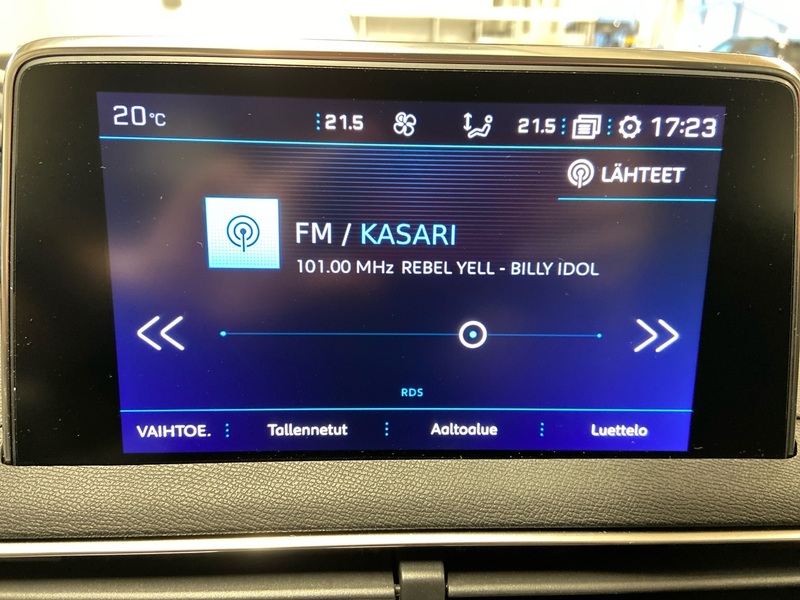 20°C 21.5 21.5 17:23
LÄHTEET
FM / KASARI
101.00 MHz REBEL YELL - BILLY IDOL
RDS
VAIHTOE. Tallennetut Aaltoalue Luettelo